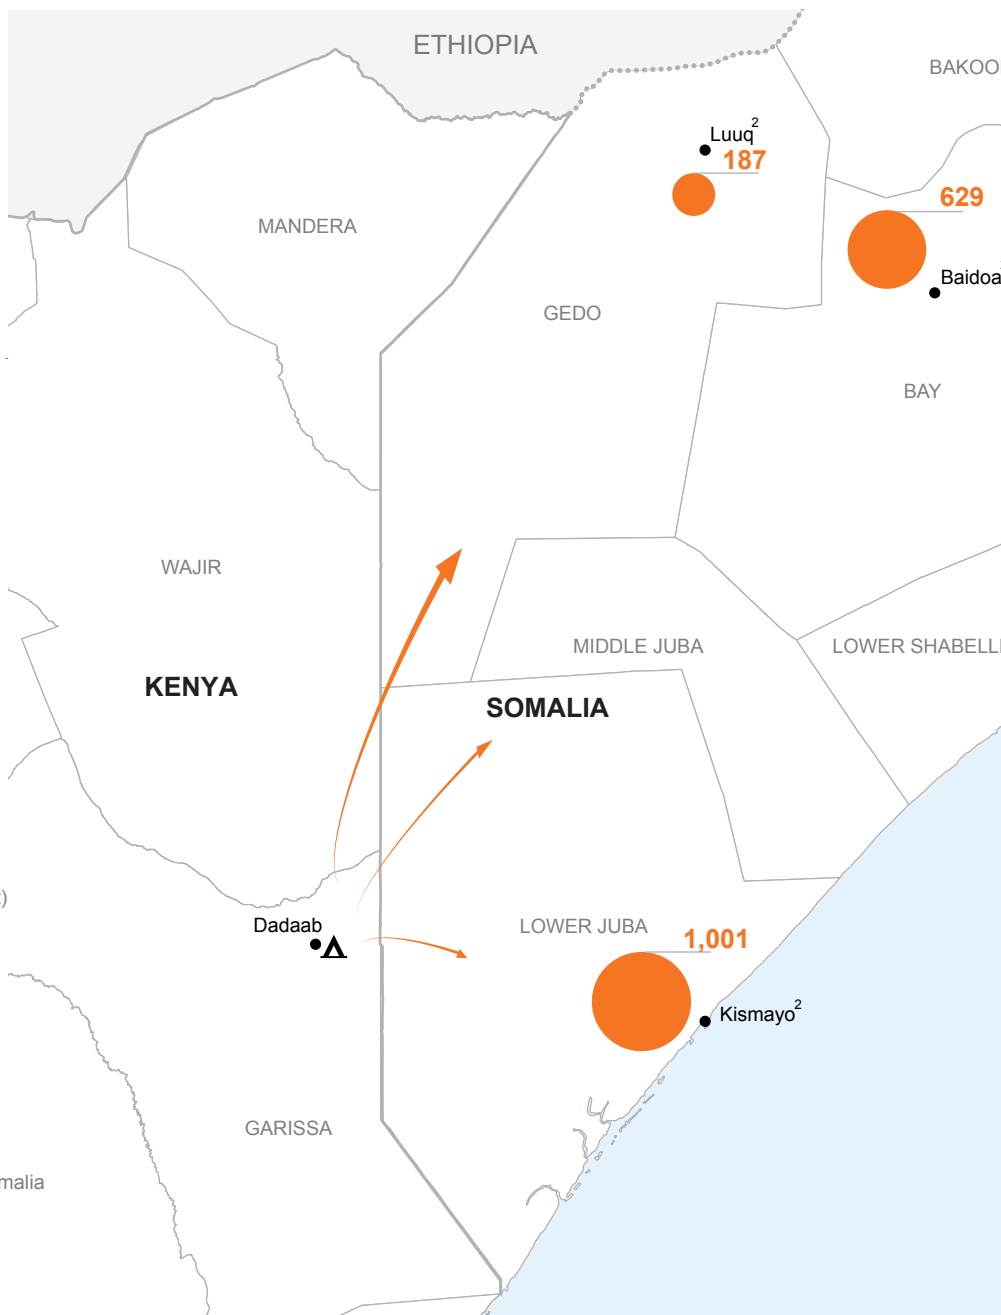 ETHIOPIA
BAKOO
Luuq²
187
629
MANDERA
Baidoa
GEDO
BAY
WAJIR
MIDDLE JUBA
LOWER SHABELL
KENYA
SOMALIA
Dadaab
LOWER JUBA
1,001
Kismayo²
GARISSA
malia